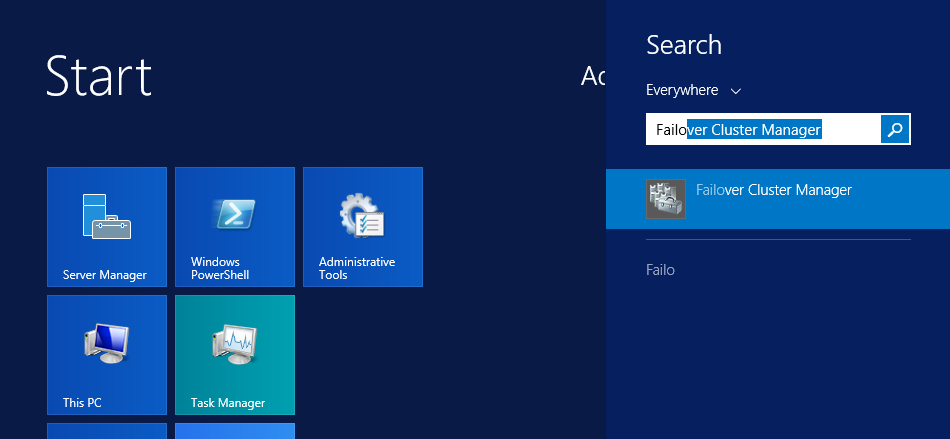 Start
Server Manager
Windows
PowerShell
Administrative
Tools
This PC
Task Manager
Search
Everywhere
Failover Cluster Manager
Failover Cluster Manager
Failo